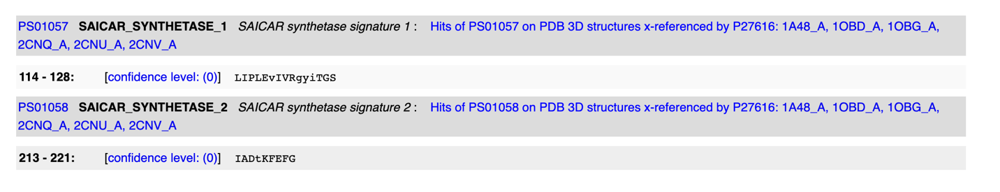 PS01057 SAICAR_SYNTHETASE_1 SAICAR synthetase signature 1 : Hits of PS01057 on PDB 3D structures x-referenced by P27616: 1A48_A, 1OBD_A, 1OBG_A,
2CNQ_A, 2CNU_A, 2CNV_A
114 - 128: [confidence level: (0)] LIPLEvIVRgyiTGS
PS01058 SAICAR_SYNTHETASE_2 SAICAR synthetase signature 2 : Hits of PS01058 on PDB 3D structures x-referenced by P27616: 1A48_A, 1OBD_A, 1OBG_A,
2CNQ_A, 2CNU_A, 2CNV_A
213 - 221: [confidence level: (0)] IADtKFEFG